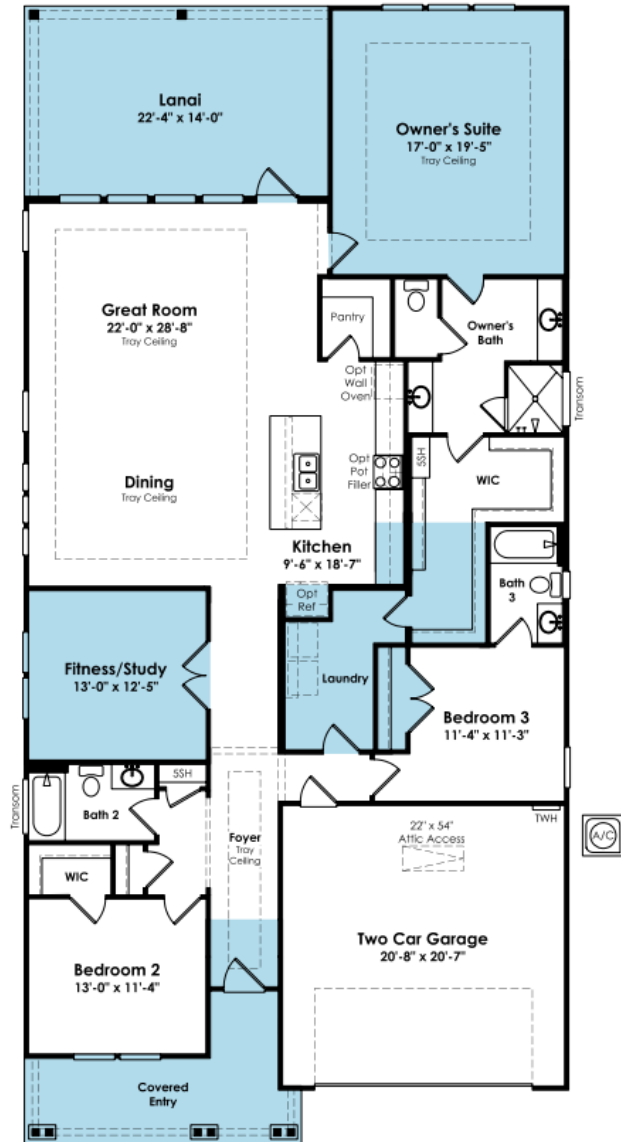 Lanai
22'-4" x 14'-0"
Owner's Suite
17'-0" x 19'-5"
Tray Ceiling
Great Room
22'-0" x 28'-8"
Tray Ceiling
Pantry
Owner's
Bath
Opt
Wall
Oven
Transom
Dining
Tray Ceiling
Opt
Pot
Filler
5SH
WIC
Kitchen
9'-6" x 18'-7"
Bath
3
Opt
Ref
Fitness/Study
13'-0" x 12'-5"
Laundry
Bedroom 3
11'-4" x 11'-3"
5SH
Transom
Bath 2
Foyer
Tray
Ceiling
22" x 54"
Attic Access
TWH
A/C
WIC
Two Car Garage
20'-8" x 20'-7"
Bedroom 2
13'-0" x 11'-4"
Covered
Entry